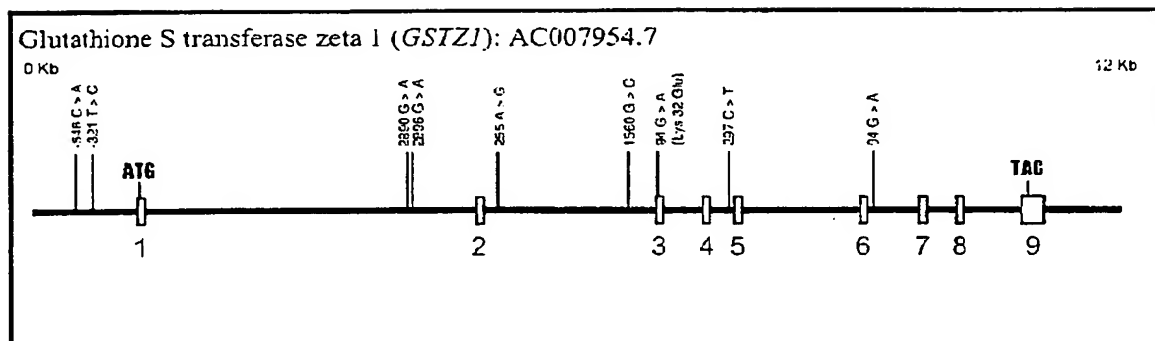 Glutathione S transferase zeta 1 (GSTZ1): AC007954.7
0 Kb
12 Kb
-321 T > C
2890 G > A
2896 G > A
255 A > G
1560 G > C
94 G > A
(Lys 32 Glu)
297 C > T
94 G > A
ATG
TAG
1
2
3
4
5
6
7
8
9